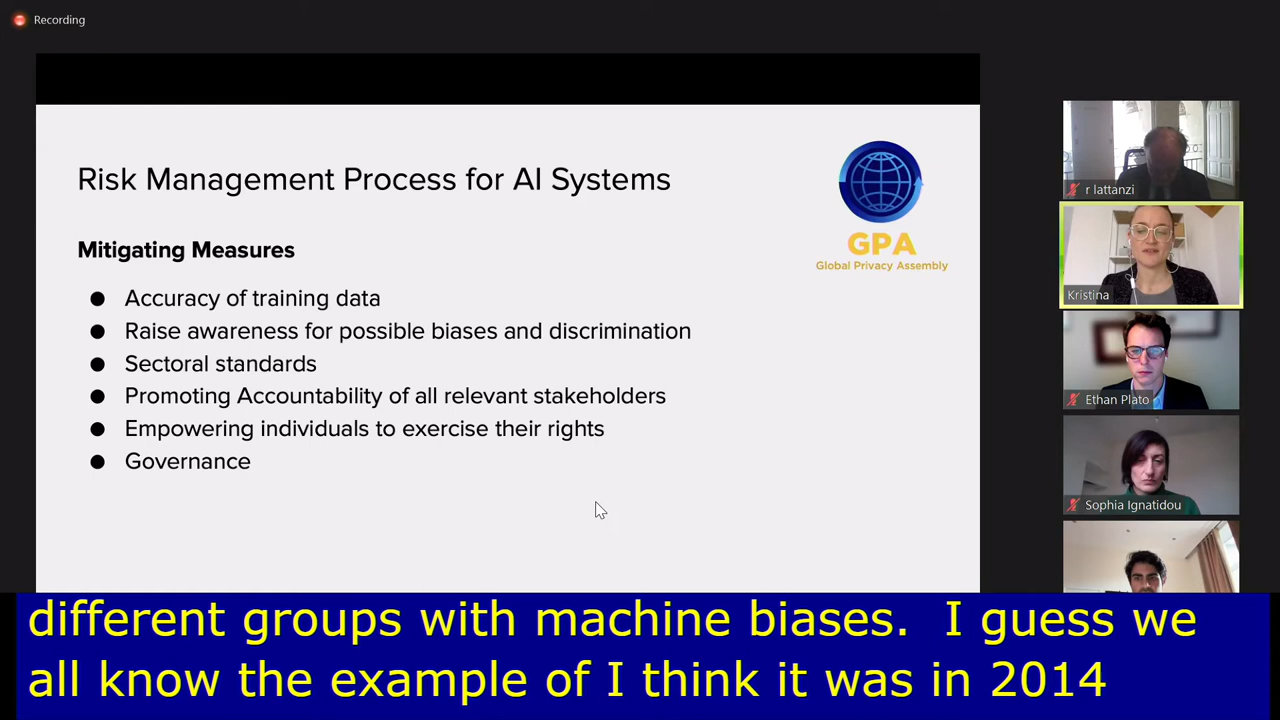 Recording
Risk Management Process for AI Systems
GPA
Global Privacy Assembly
Mitigating Measures
● Accuracy of training data
● Raise awareness for possible biases and discrimination
● Sectoral standards
● Promoting Accountability of all relevant stakeholders
● Empowering individuals to exercise their rights
● Governance
r lattanzi
Kristina
Ethan Plato
Sophia Ignatidou
different groups with machine biases.  I guess we
all know the example of I think it was in 2014